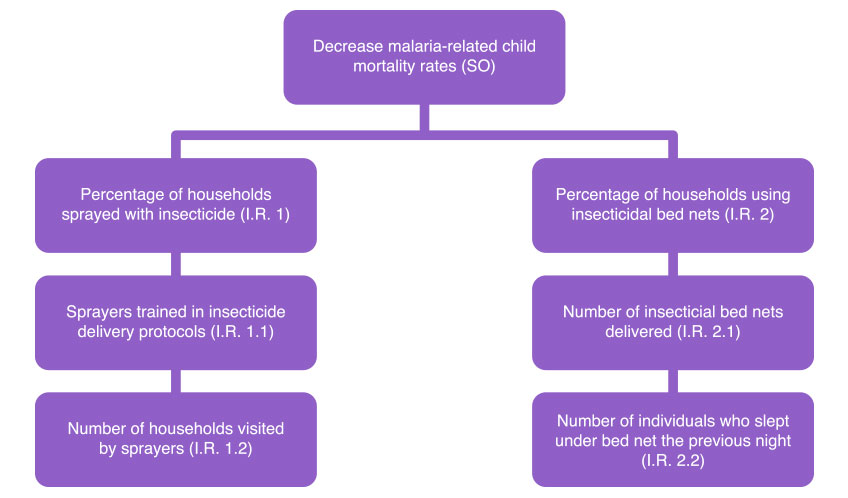 Decrease malaria-related child
mortality rates (SO)
Percentage of households
sprayed with insecticide (I.R. 1)
Percentage of households using
insecticidal bed nets (I.R. 2)
Sprayers trained in insecticide
delivery protocols (I.R. 1.1)
Number of insecticial bed nets
delivered (I.R. 2.1)
Number of households visited
by sprayers (I.R. 1.2)
Number of individuals who slept
under bed net the previous night
(I.R. 2.2)